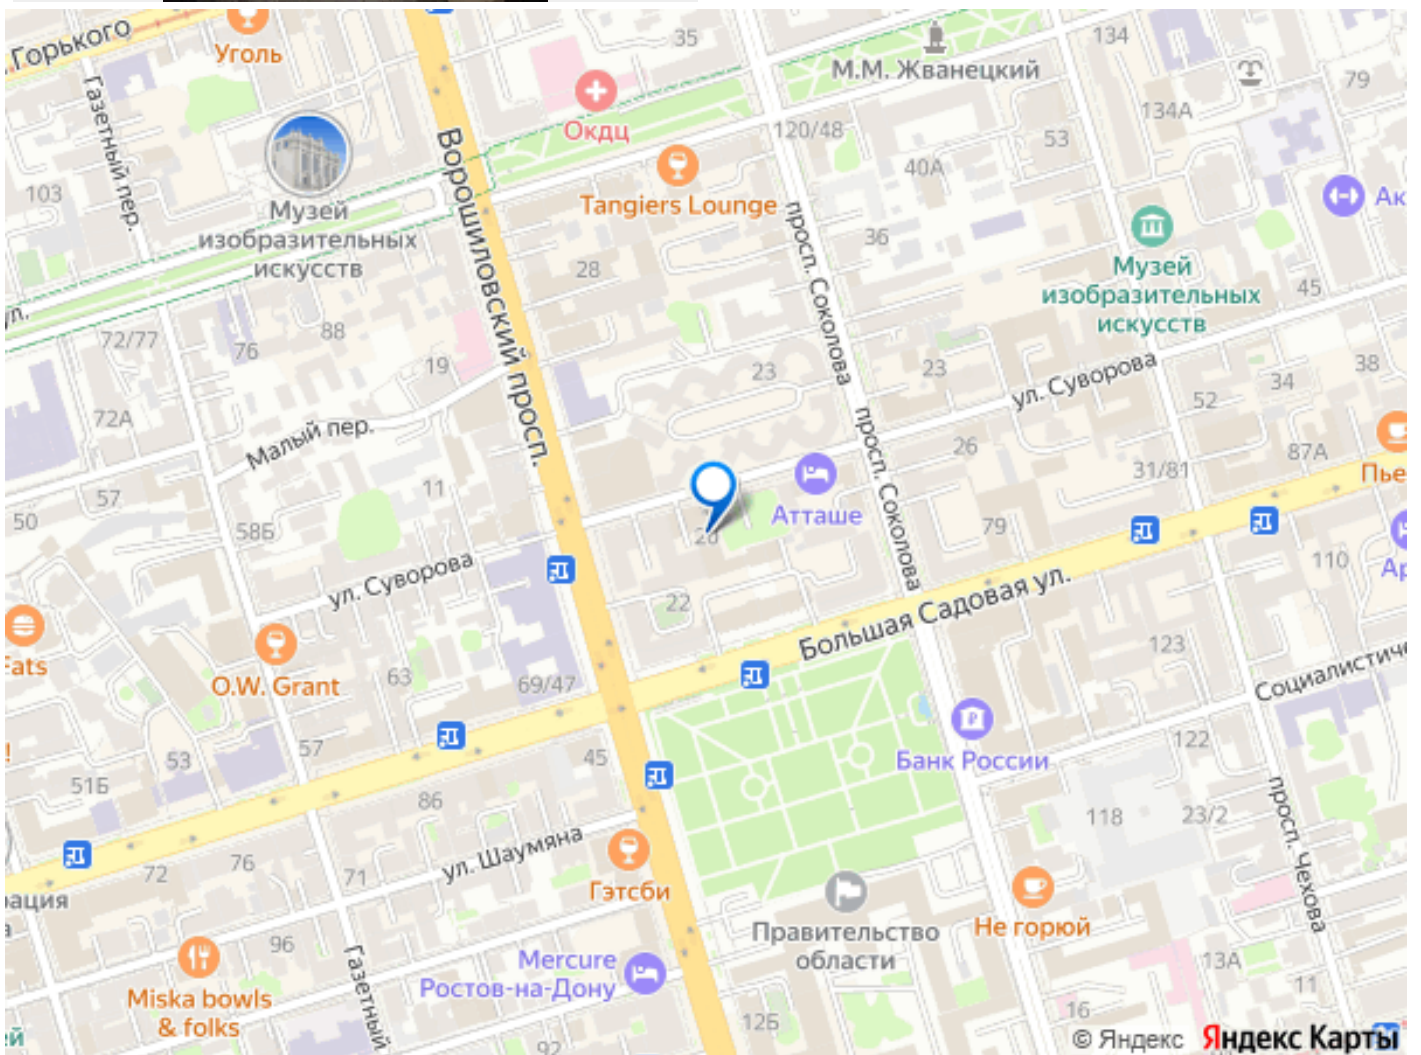 .Горького
Уголь
35
134
М.М. Жванецкий
79
Газетный пер.
Окдц
120/48
134А
53
103
Ворошиловский просп.
40А
Tangiers Lounge
Ак
Музей
изобразительных
искусств
просп. Соколова
36
28
Музей
изобразительных
искусств
45
ул.
72/77
88
76
19
23
23
ул. Суворова
34
38
52
72А
Малый пер.
просп. Соколова
26
87А
31/81
Пье
57
11
50
58Б
Атташе
79
20
110
Ар
ул. Суворова
22
Большая Садовая ул.
Eats
O.W. Grant
63
69/47
123
Социалистиче
Банк России
122
57
53
45
51Б
!
86
118
23/2
просп. Чехова
ул. Шаумяна
76
72
71
Гэтсби
рация
а
Не горюй
Правительство
области
96
Газетный
Mercure
Ростов-на-Дону
13А
11
Miska bowls
& folks
16
12Б
92
ей
© Яндекс Яндекс Карты